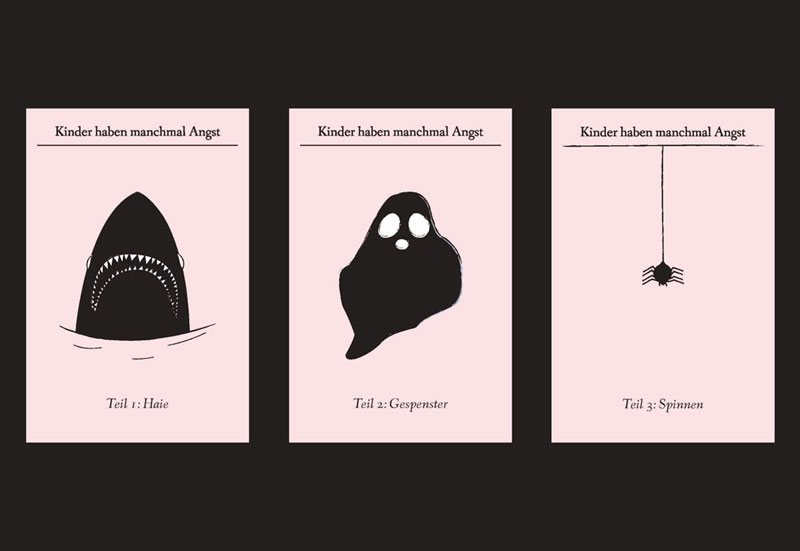 Kinder haben manchmal Angst
Teil 1: Haie
Kinder haben manchmal Angst
Teil 2: Gespenster
Kinder haben manchmal Angst
Teil 3: Spinnen